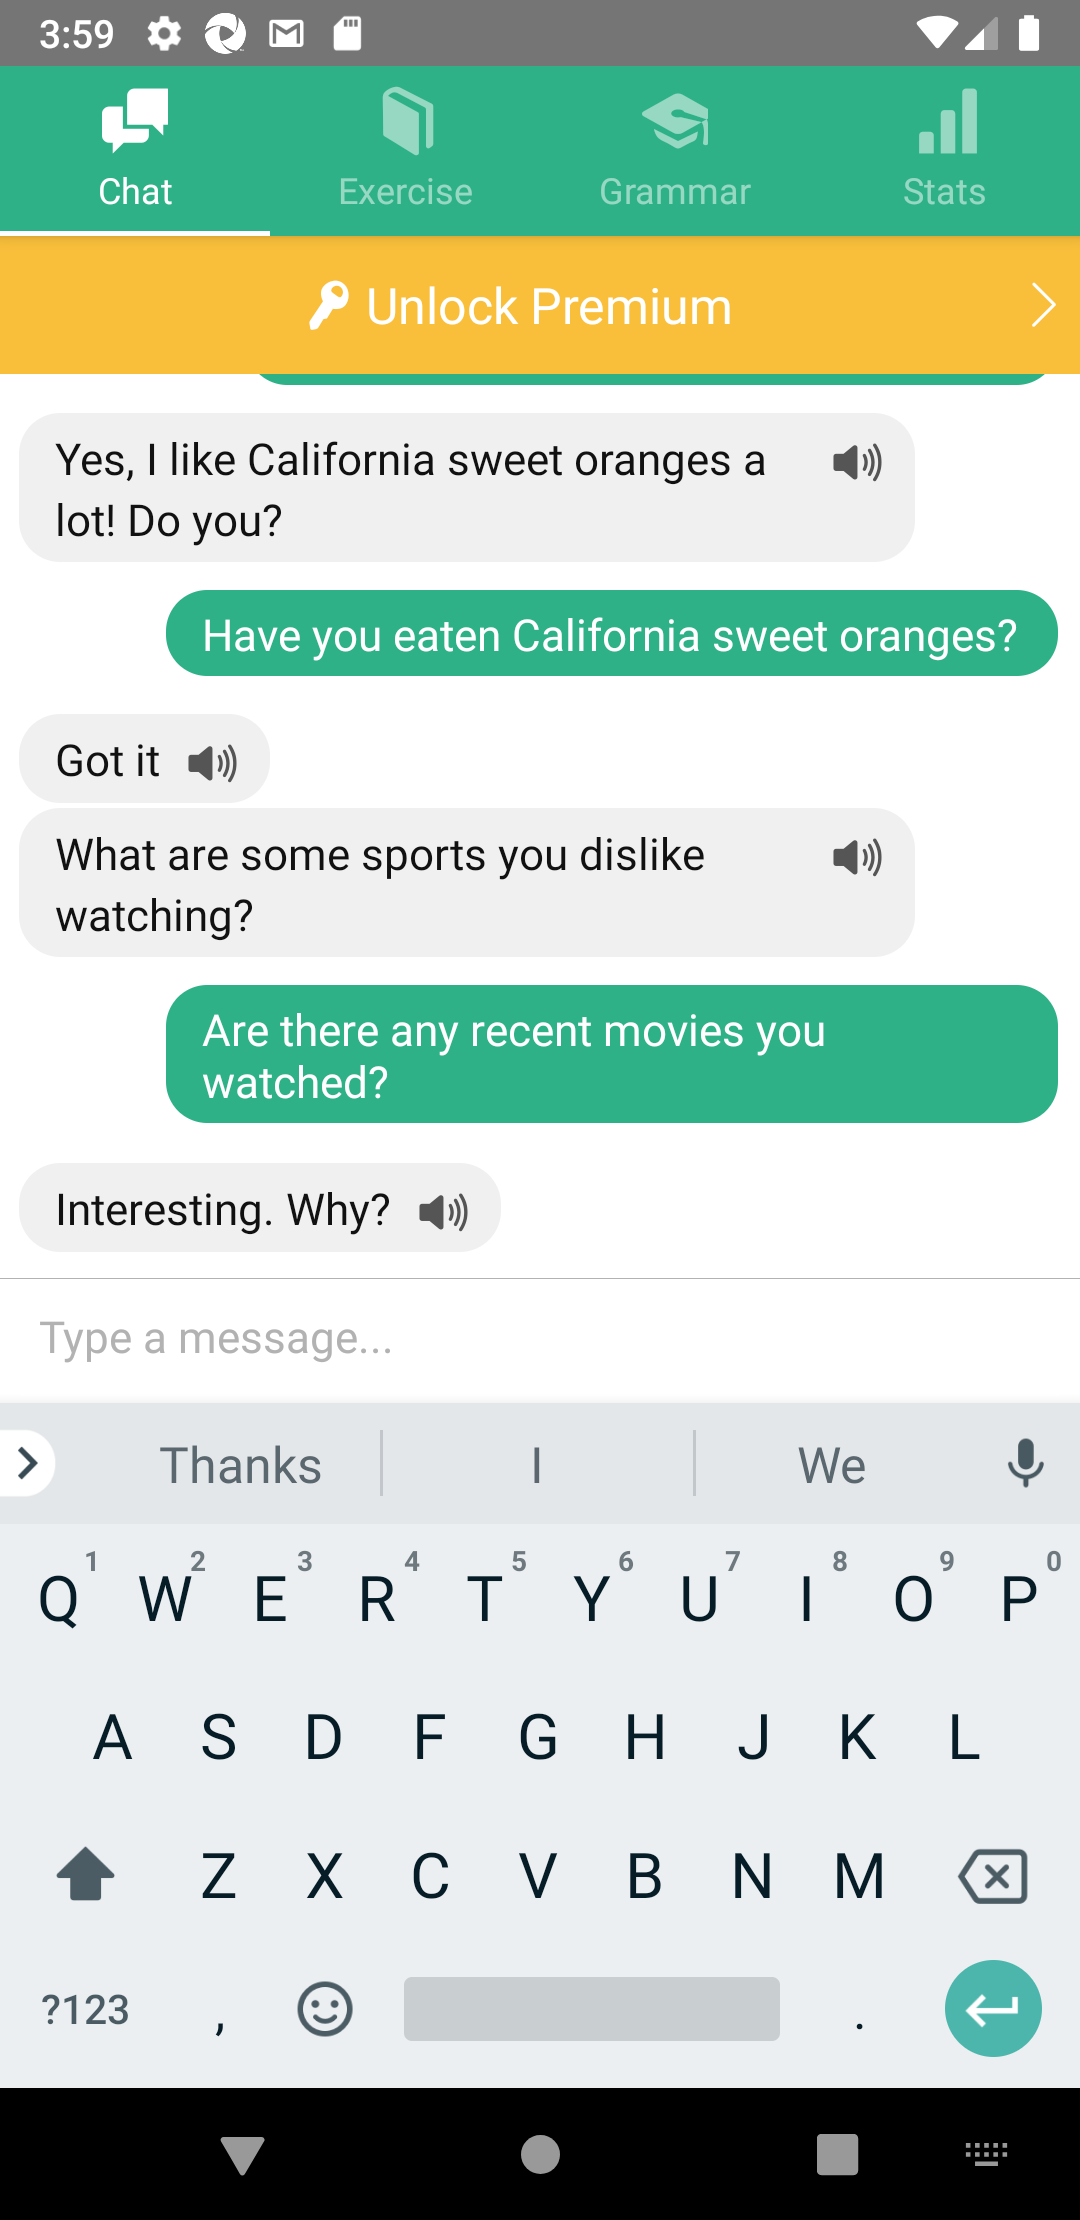 3:59
Chat
Exercise
Grammar
Stats
Unlock Premium
Yes, I like California sweet oranges a
lot! Do you?
Have you eaten California sweet oranges?
Got it
What are some sports you dislike
watching?
Are there any recent movies you
watched?
Interesting. Why?
Type a message...
Thanks I We
Q 1 W 2 E 3 R 4 T 5 Y 6 U 7 I 8 O 9 P 0
A S D F G H J K L
Z X C V B N M
?123 , .